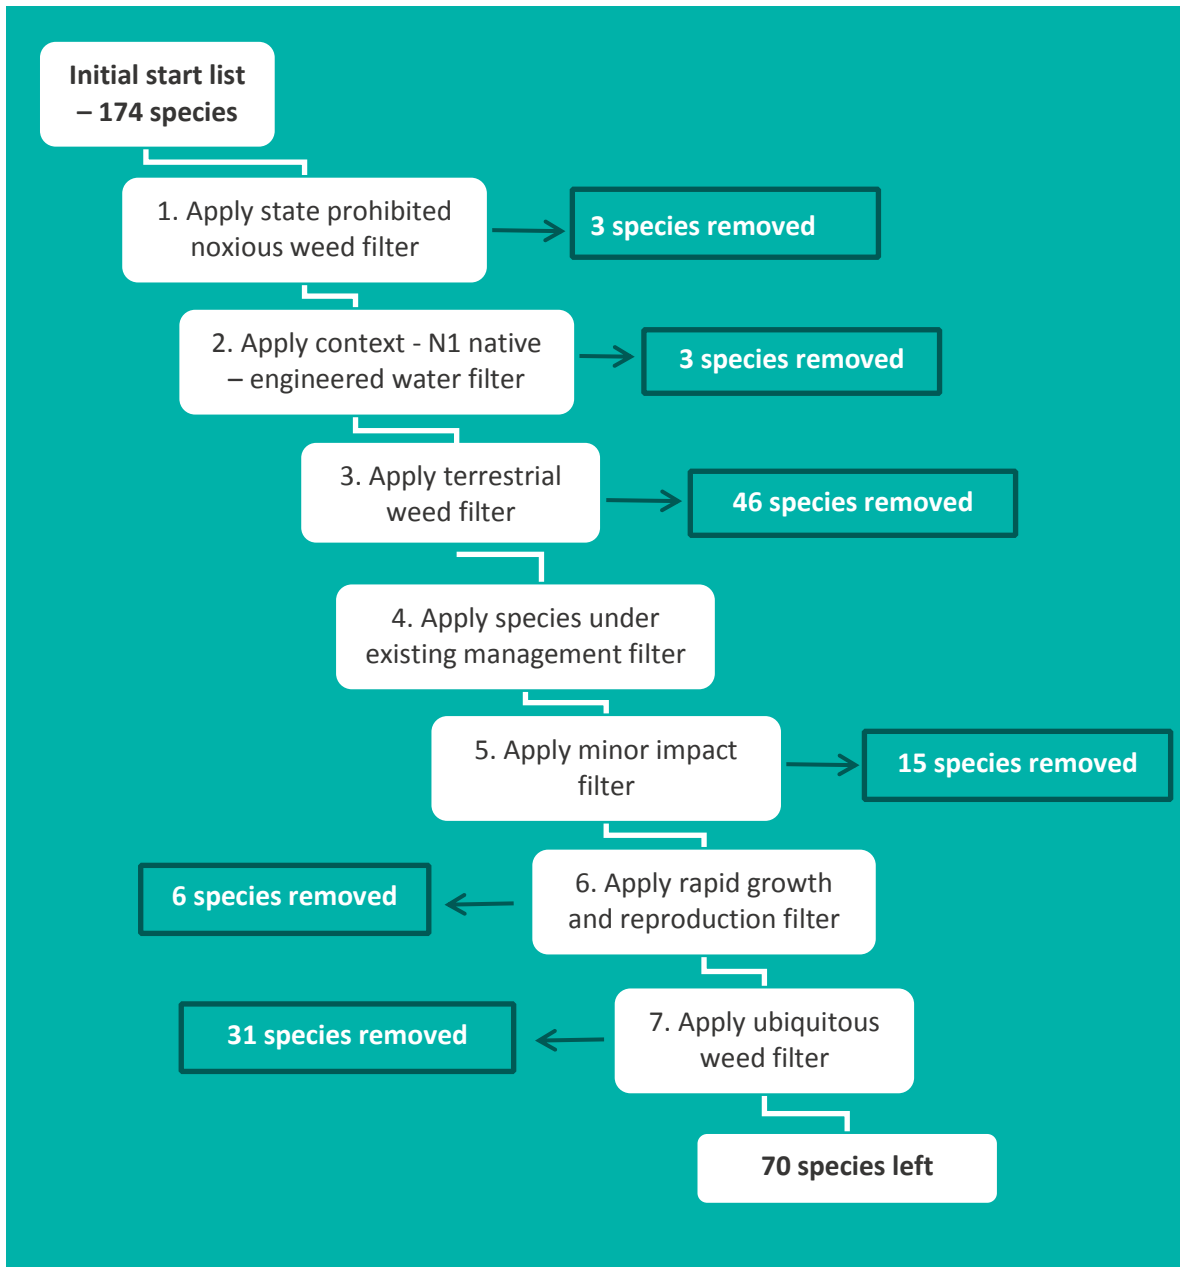 Initial start list
– 174 species
1. Apply state prohibited
noxious weed filter
3 species removed
2. Apply context - N1 native
– engineered water filter
3 species removed
3. Apply terrestrial
weed filter
46 species removed
4. Apply species under
existing management filter
5. Apply minor impact
filter
15 species removed
6. Apply rapid growth
and reproduction filter
6 species removed
7. Apply ubiquitous
weed filter
31 species removed
70 species left